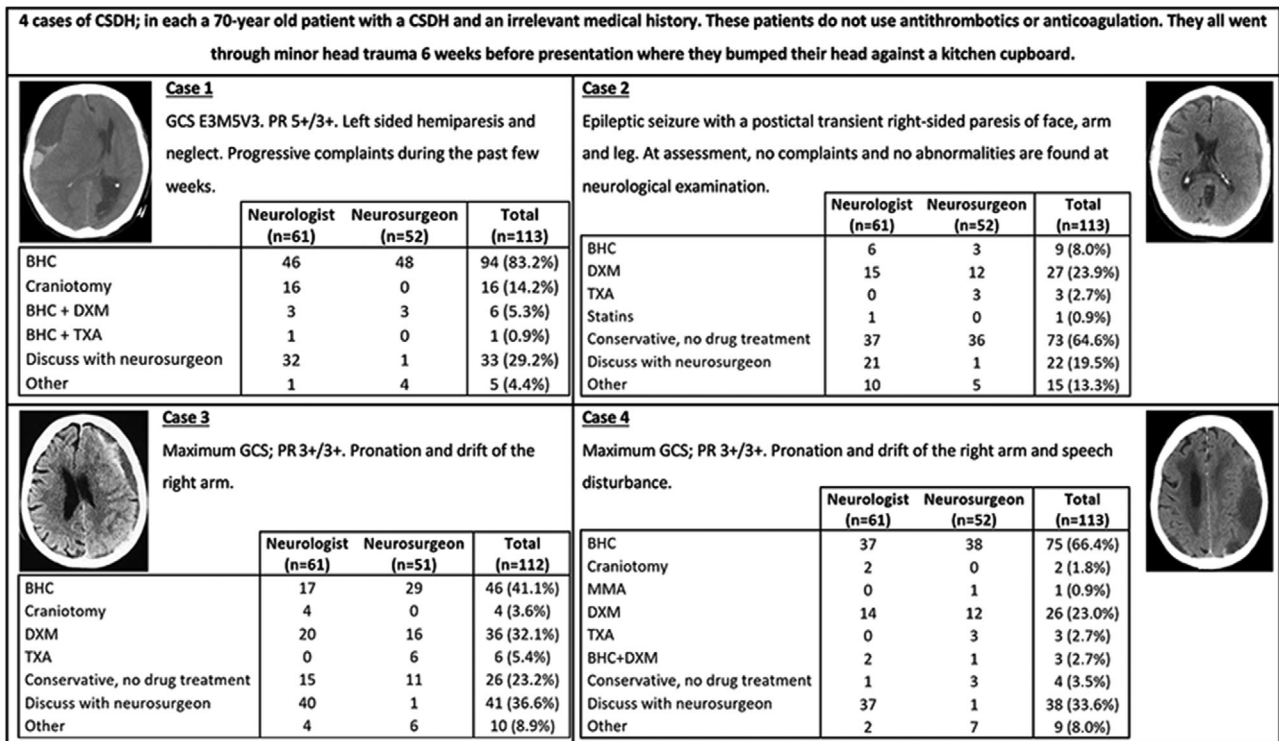 4 cases of CSDH; in each a 70-year old patient with a CSDH and an irrelevant medical history. These patients do not use antithrombotics or anticoagulation. They all went
through minor head trauma 6 weeks before presentation where they bumped their head against a kitchen cupboard.
Case 1
GCS E3M5V3. PR 5+/3+. Left sided hemiparesis and
neglect. Progressive complaints during the past few
weeks.
Neurologist Neurosurgeon Total
(n=61) (n=52) (n=113)
BHC 46 48 94 (83.2%)
Craniotomy 16 0 16 (14.2%)
BHC + DXM 3 3 6 (5.3%)
BHC + TXA 1 0 1 (0.9%)
Discuss with neurosurgeon 32 1 33 (29.2%)
Other 1 4 5 (4.4%)
Case 2
Epileptic seizure with a postictal transient right-sided paresis of face, arm
and leg. At assessment, no complaints and no abnormalities are found at
neurological examination.
Neurologist Neurosurgeon Total
(n=61) (n=52) (n=113)
BHC 6 3 9 (8.0%)
DXM 15 12 27 (23.9%)
TXA 0 3 3 (2.7%)
Statins 1 0 1 (0.9%)
Conservative, no drug treatment 37 36 73 (64.6%)
Discuss with neurosurgeon 21 1 22 (19.5%)
Other 10 5 15 (13.3%)
Case 3
Maximum GCS; PR 3+/3+. Pronation and drift of the
right arm.
Neurologist Neurosurgeon Total
(n=61) (n=51) (n=112)
BHC 17 29 46 (41.1%)
Craniotomy 4 0 4 (3.6%)
DXM 20 16 36 (32.1%)
TXA 0 6 6 (5.4%)
Conservative, no drug treatment 15 11 26 (23.2%)
Discuss with neurosurgeon 40 1 41 (36.6%)
Other 4 6 10 (8.9%)
Case 4
Maximum GCS; PR 3+/3+. Pronation and drift of the right arm and speech
disturbance.
Neurologist Neurosurgeon Total
(n=61) (n=52) (n=113)
BHC 37 38 75 (66.4%)
Craniotomy 2 0 2 (1.8%)
MMA 0 1 1 (0.9%)
DXM 14 12 26 (23.0%)
TXA 0 3 3 (2.7%)
BHC+DXM 2 1 3 (2.7%)
Conservative, no drug treatment 1 3 4 (3.5%)
Discuss with neurosurgeon 37 1 38 (33.6%)
Other 2 7 9 (8.0%)